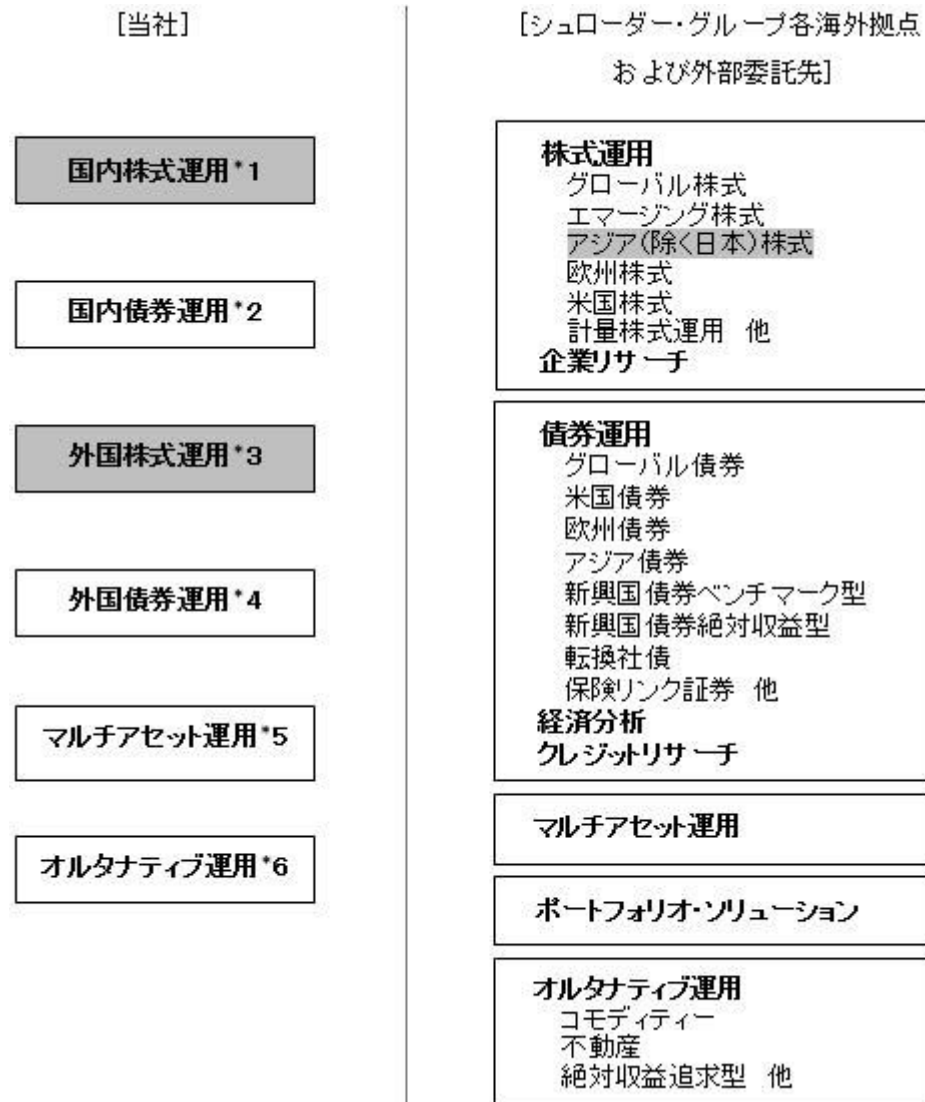 [当社]
国内株式運用*1
国内債券運用*2
外国株式運用*3
外国債券運用*4
マルチアセット運用*5
オルタナティブ運用*6
[シュローダー・グループ各海外拠点
および外部委託先]
株式運用
グローバル株式
エマージング株式
アジア(除く日本)株式
欧州株式
米国株式
計量株式運用 他
企業リサーチ
債券運用
グローバル債券
米国債券
欧州債券
アジア債券
新興国債券ベンチマーク型
新興国債券絶対収益型
転換社債
保険リンク証券 他
経済分析
クレジットリサーチ
マルチアセット運用
ポートフォリオ・ソリューション
オルタナティブ運用
コモディティー
不動産
絶対収益追求型 他